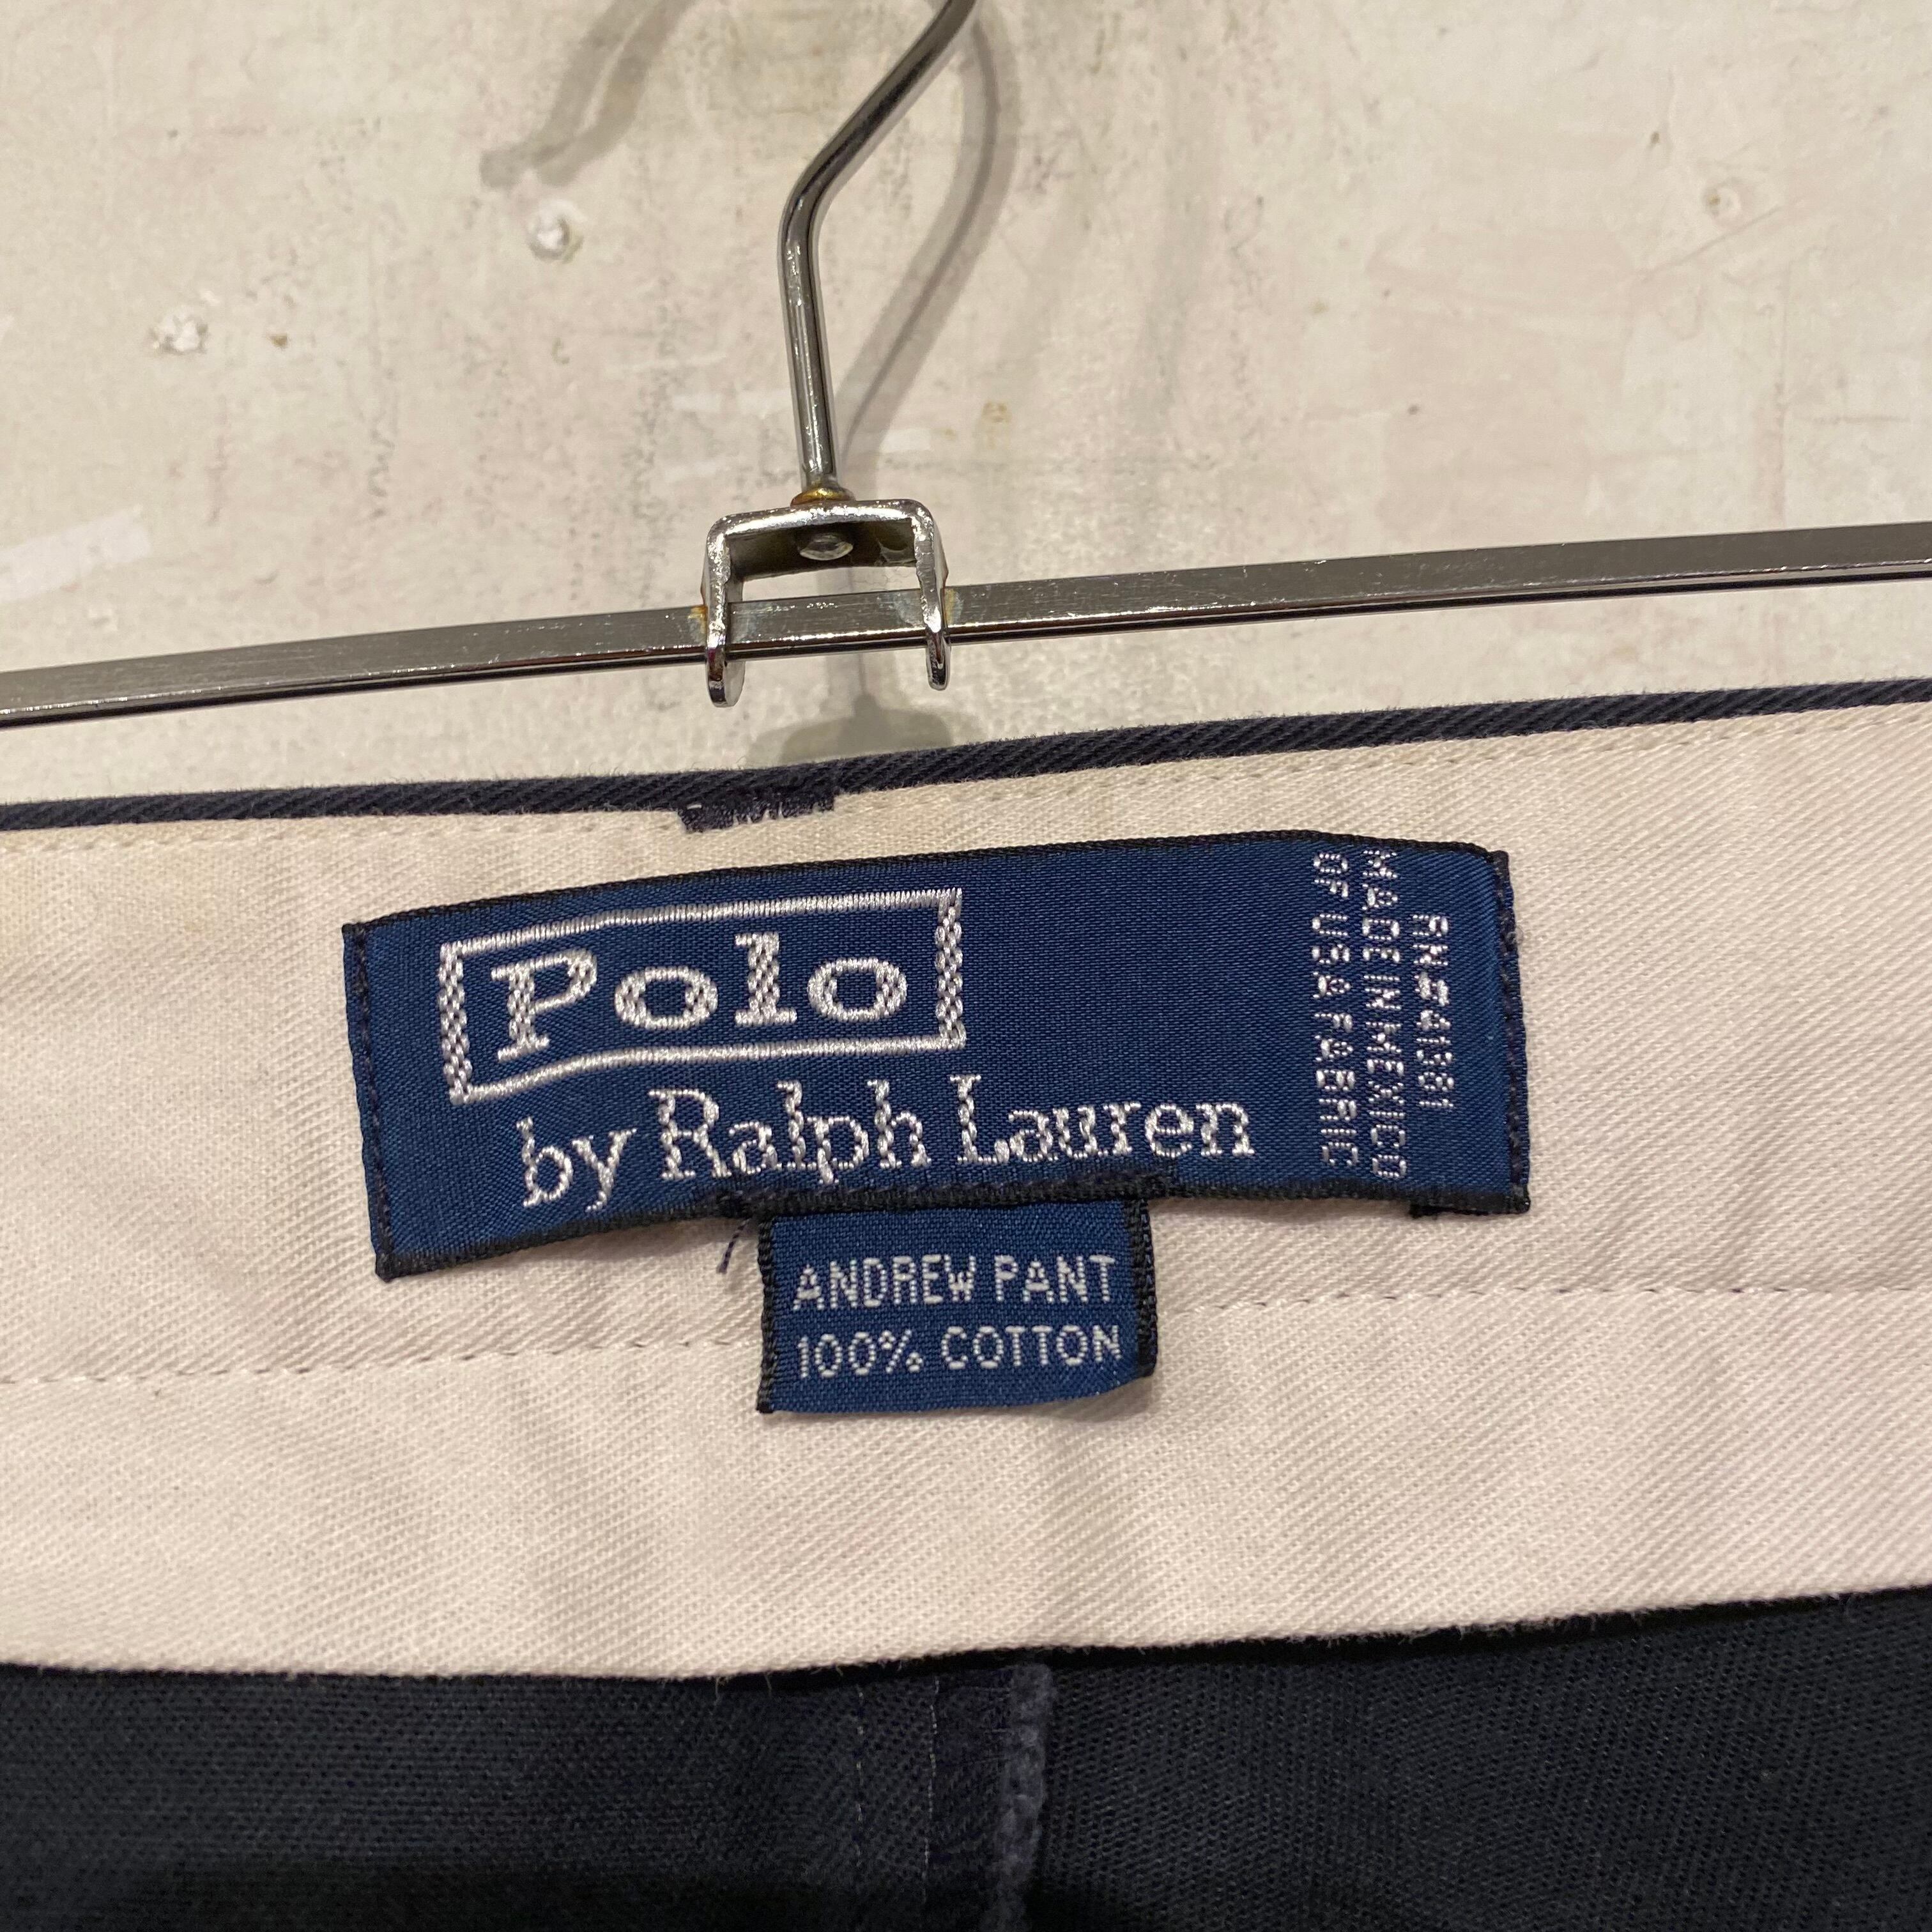 Polo
by Ralph Lauren
RN#41381
MADE IN MEXICO
OF USA FABRIC
ANDREW PANT
100% COTTON